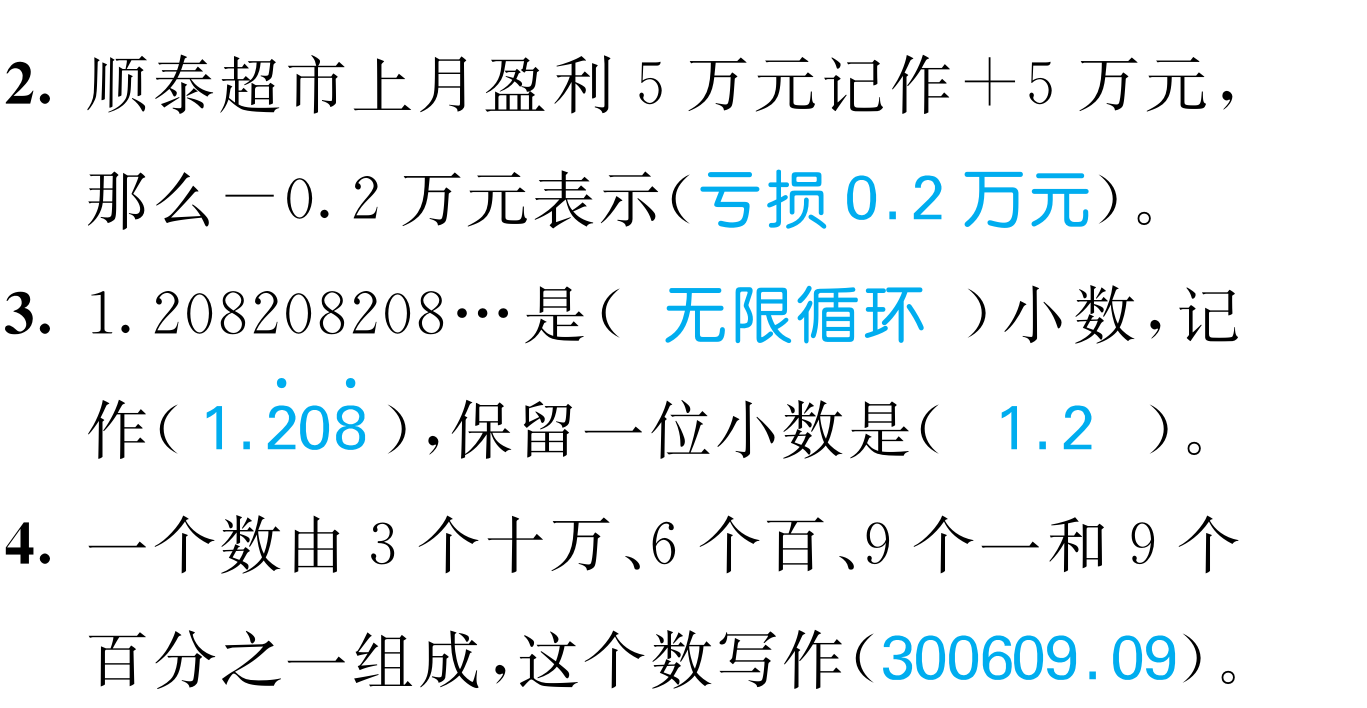 2. 顺泰超市上月盈利 5 万元记作＋5 万元，
那么－0.2 万元表示(亏损 0.2 万元)。
3. 1.208208208…是( 无限循环 )小数，记
作( 1.2̇08̇ )，保留一位小数是( 1.2 )。
4. 一个数由 3 个十万、6 个百、9 个一和 9 个
百分之一组成，这个数写作(300609.09)。